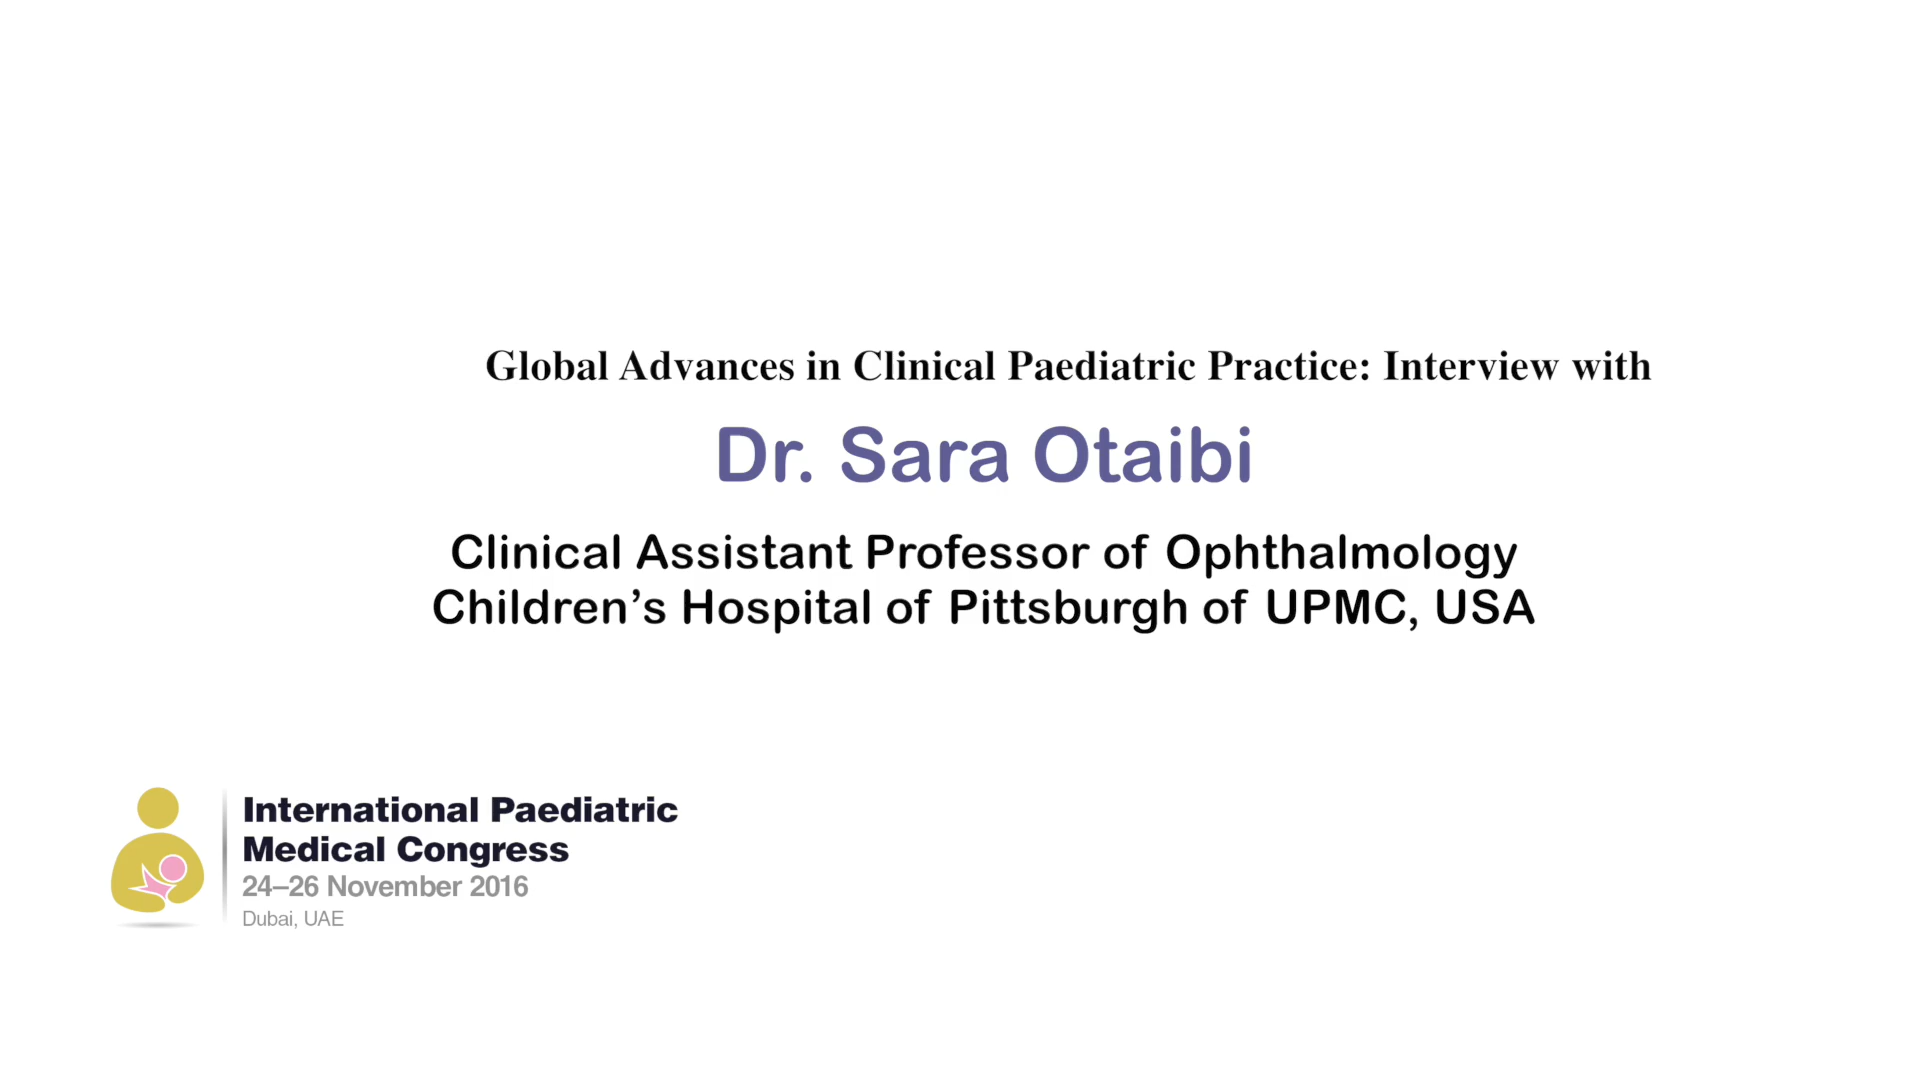 Global Advances in Clinical Paediatric Practice: Interview with
Dr. Sara Otaibi
Clinical Assistant Professor of Ophthalmology
Children’s Hospital of Pittsburgh of UPMC, USA
International Paediatric
Medical Congress
24–26 November 2016
Dubai, UAE